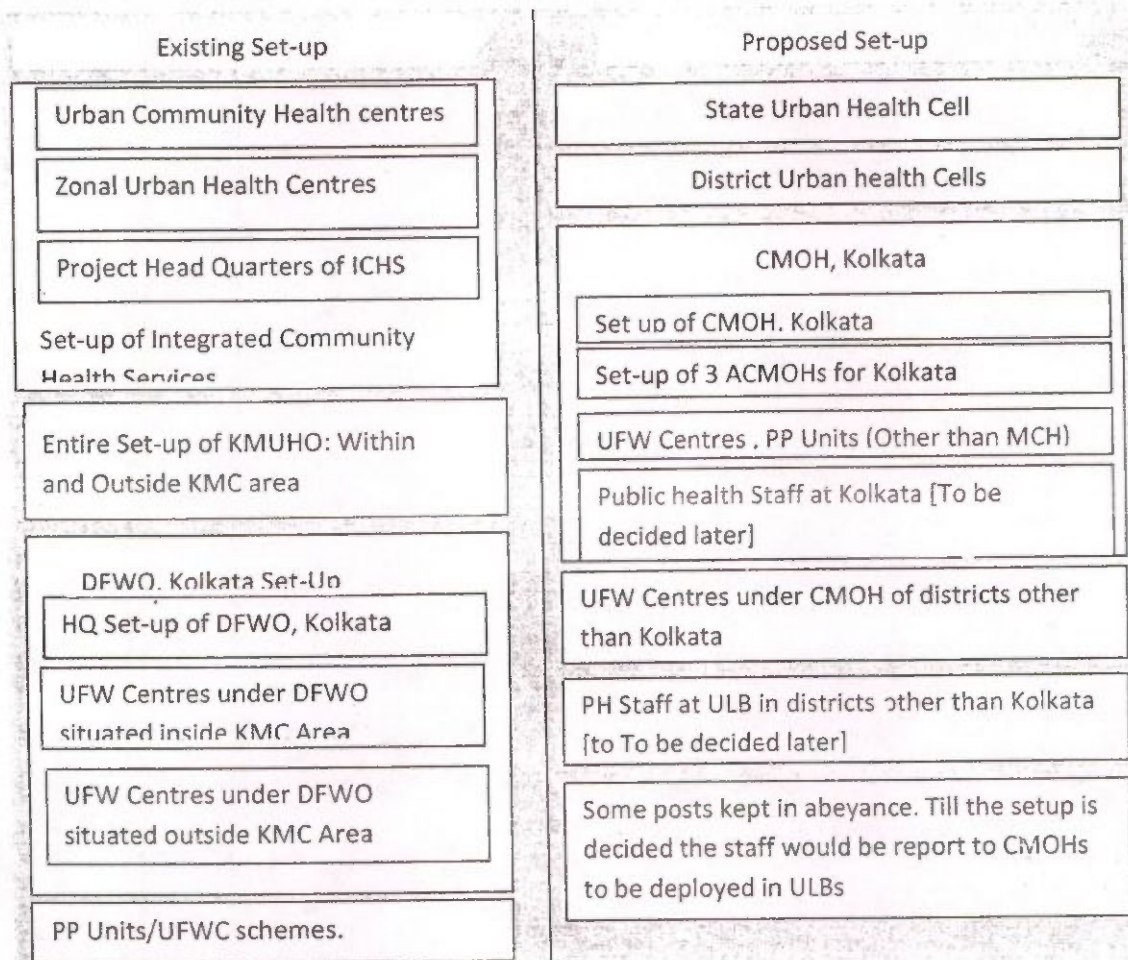 Existing Set-up
Urban Community Health centres
Zonal Urban Health Centres
Project Head Quarters of ICHS
Set-up of Integrated Community
Health Services
Entire Set-up of KMUHO: Within
and Outside KMC area
DFWO, Kolkata Set-Up
HQ Set-up of DFWO, Kolkata
UFW Centres under DFWO
situated inside KMC Area
UFW Centres under DFWO
situated outside KMC Area
PP Units/UFWC schemes.
Proposed Set-up
State Urban Health Cell
District Urban health Cells
CMOH, Kolkata
Set up of CMOH, Kolkata
Set-up of 3 ACMOHs for Kolkata
UFW Centres , PP Units (Other than MCH)
Public health Staff at Kolkata [To be
decided later]
UFW Centres under CMOH of districts other
than Kolkata
PH Staff at ULB in districts other than Kolkata
[to To be decided later]
Some posts kept in abeyance. Till the setup is
decided the staff would be report to CMOHs
to be deployed in ULBs